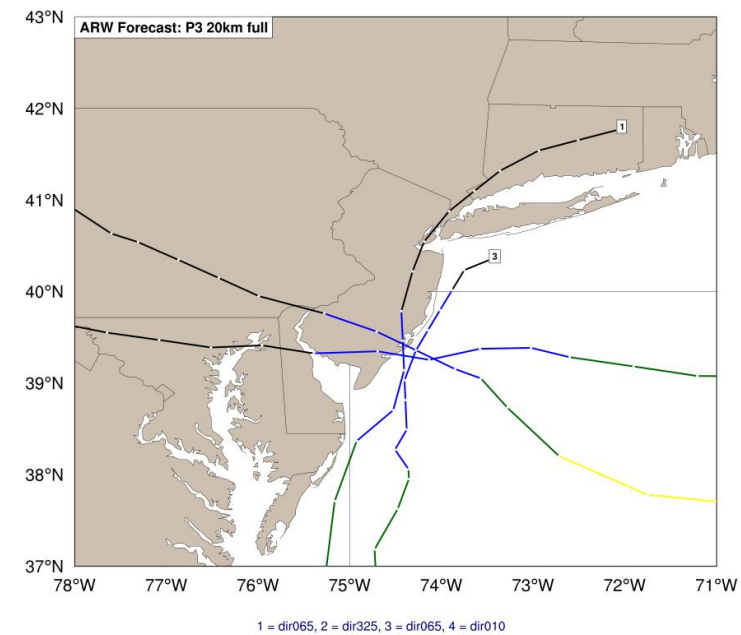 43°N
ARW Forecast: P3 20km full
42°N
1
41°N
3
40°N
39°N
38°N
37°N
78°W 77°W 76°W 75°W 74°W 73°W 72°W 71°W
1 = dir065, 2 = dir325, 3 = dir065, 4 = dir010